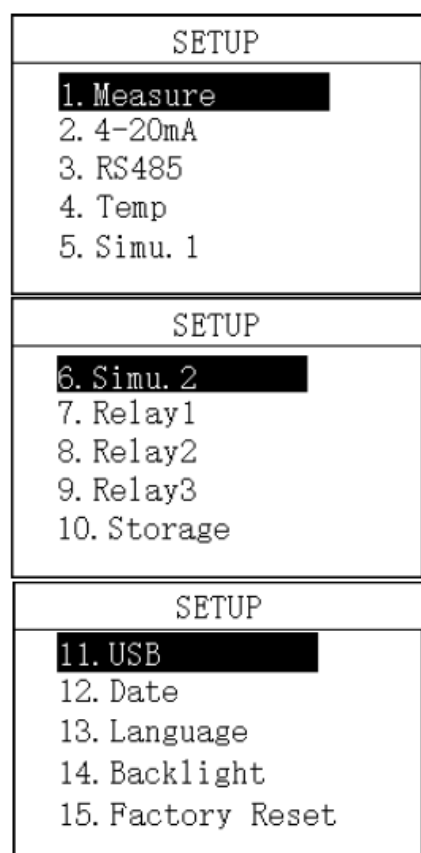 SETUP
1. Measure
2. 4-20mA
3. RS485
4. Temp
5. Simu. 1
SETUP
6. Simu. 2
7. Relay1
8. Relay2
9. Relay3
10. Storage
SETUP
11. USB
12. Date
13. Language
14. Backlight
15. Factory Reset